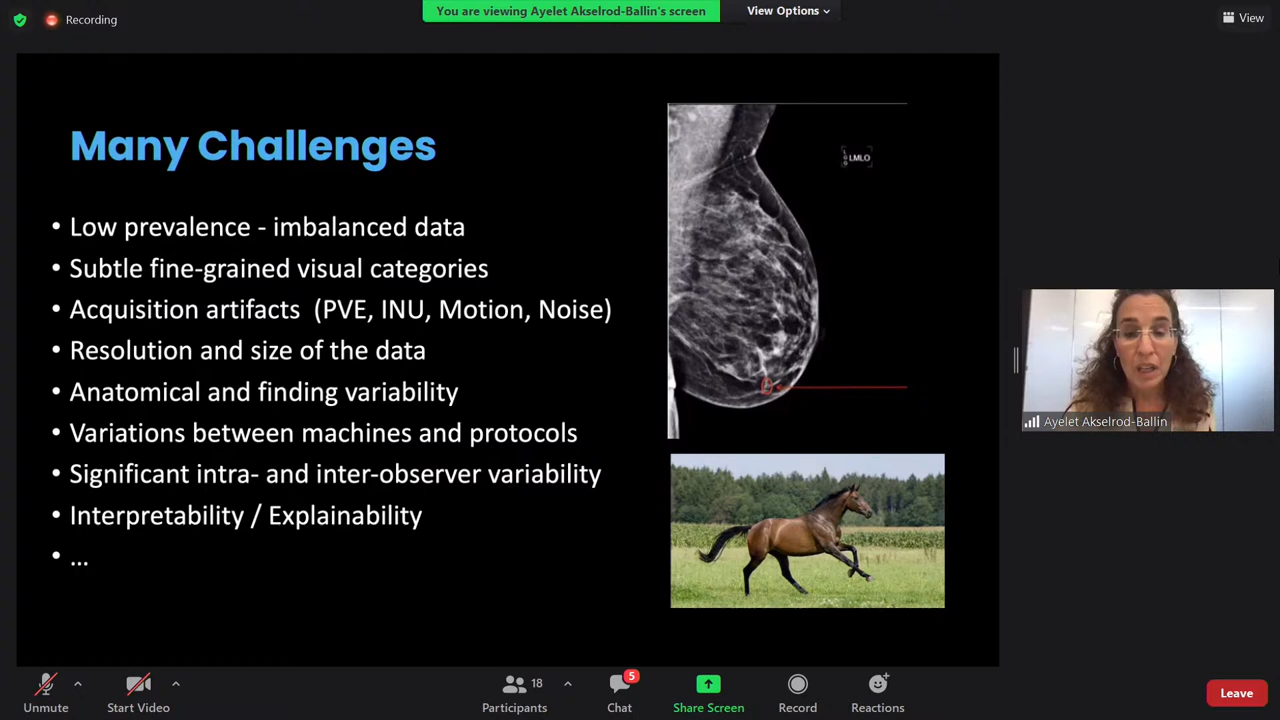 Recording
You are viewing Ayelet Akselrod-Ballin's screen
View Options
View
Many Challenges
• Low prevalence - imbalanced data
• Subtle fine-grained visual categories
• Acquisition artifacts (PVE, INU, Motion, Noise)
• Resolution and size of the data
• Anatomical and finding variability
• Variations between machines and protocols
• Significant intra- and inter-observer variability
• Interpretability / Explainability
• ...
LMLO
Ayelet Akselrod-Ballin
Unmute
Start Video
18
Participants
5
Chat
Share Screen
Record
Reactions
Leave